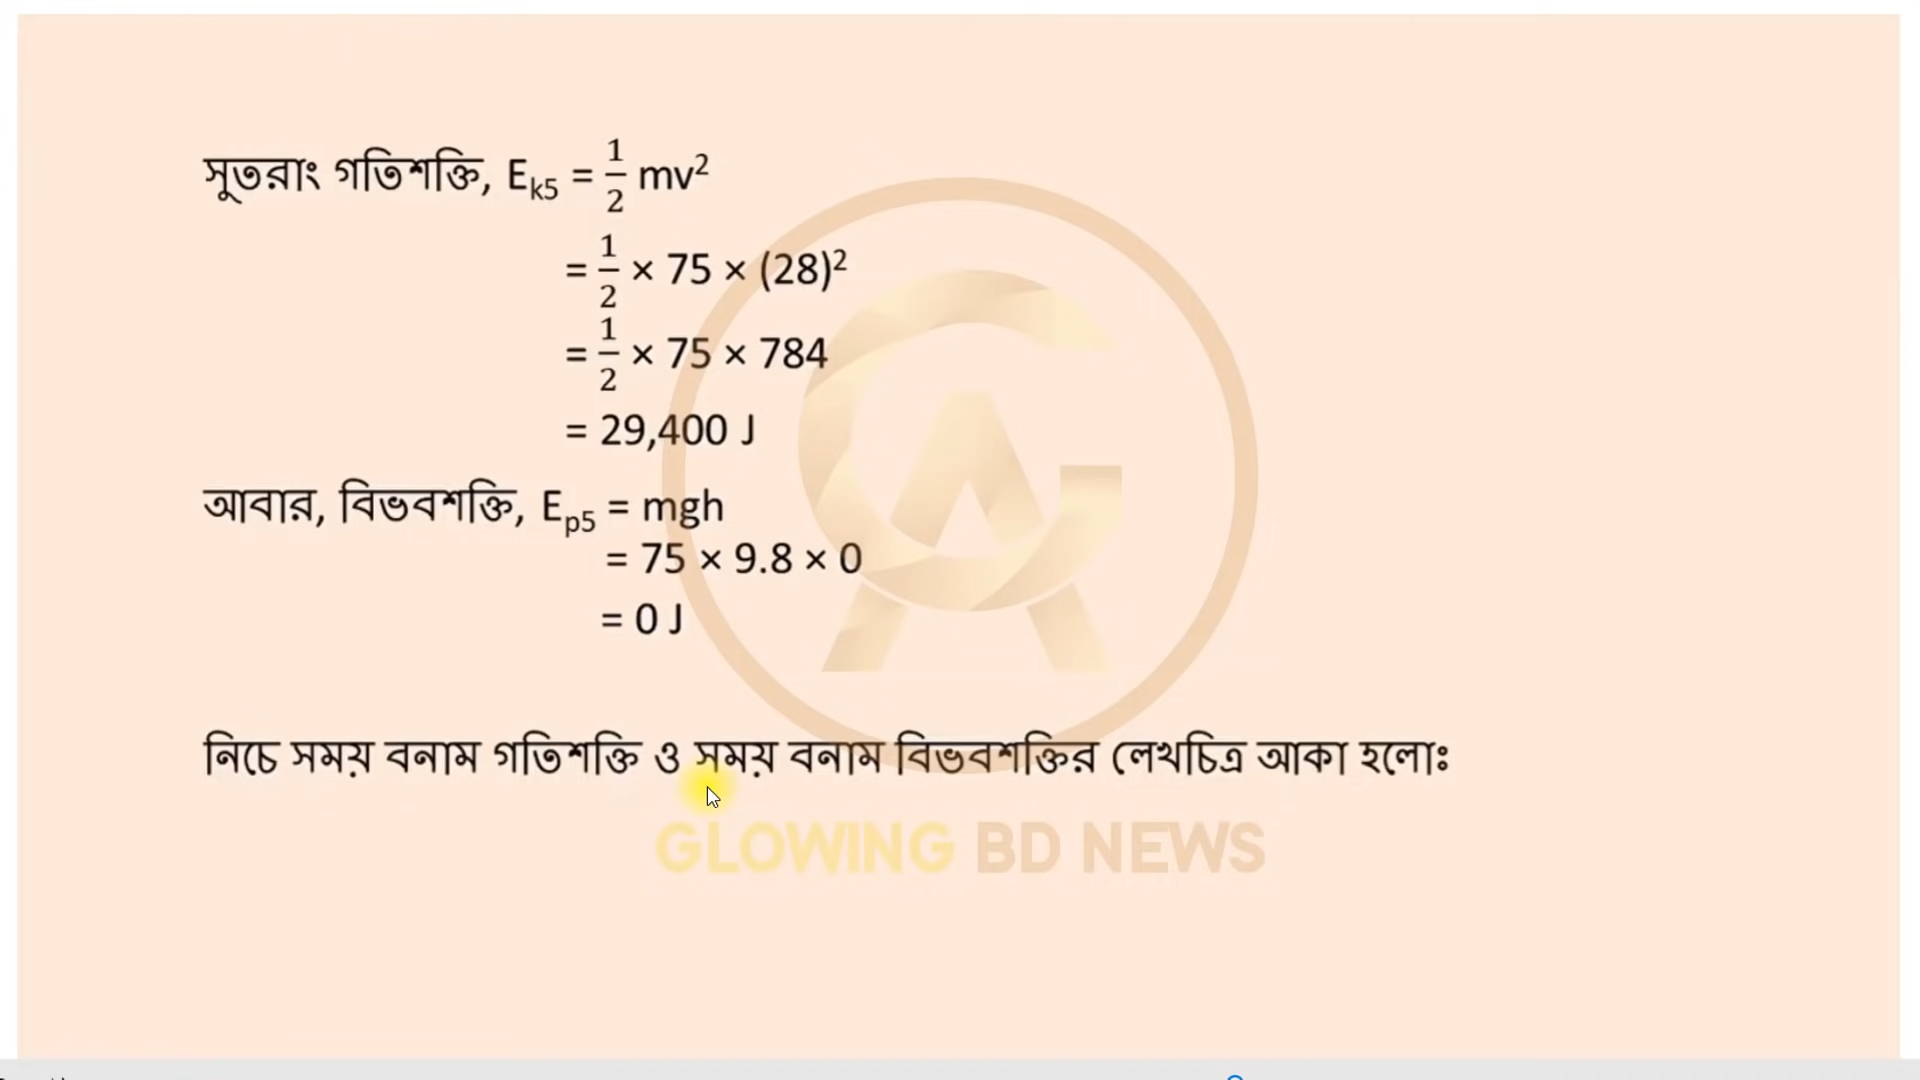 সুতরাং গতিশক্তি, Eₖ₅ = 1/2 mv²
= 1/2 × 75 × (28)²
= 1/2 × 75 × 784
= 29,400 J
আবার, বিভবশক্তি, Eₚ₅ = mgh
= 75 × 9.8 × 0
= 0 J
নিচে সময় বনাম গতিশক্তি ও সময় বনাম বিভবশক্তির লেখচিত্র আকা হলোঃ
GLOWING BD NEWS